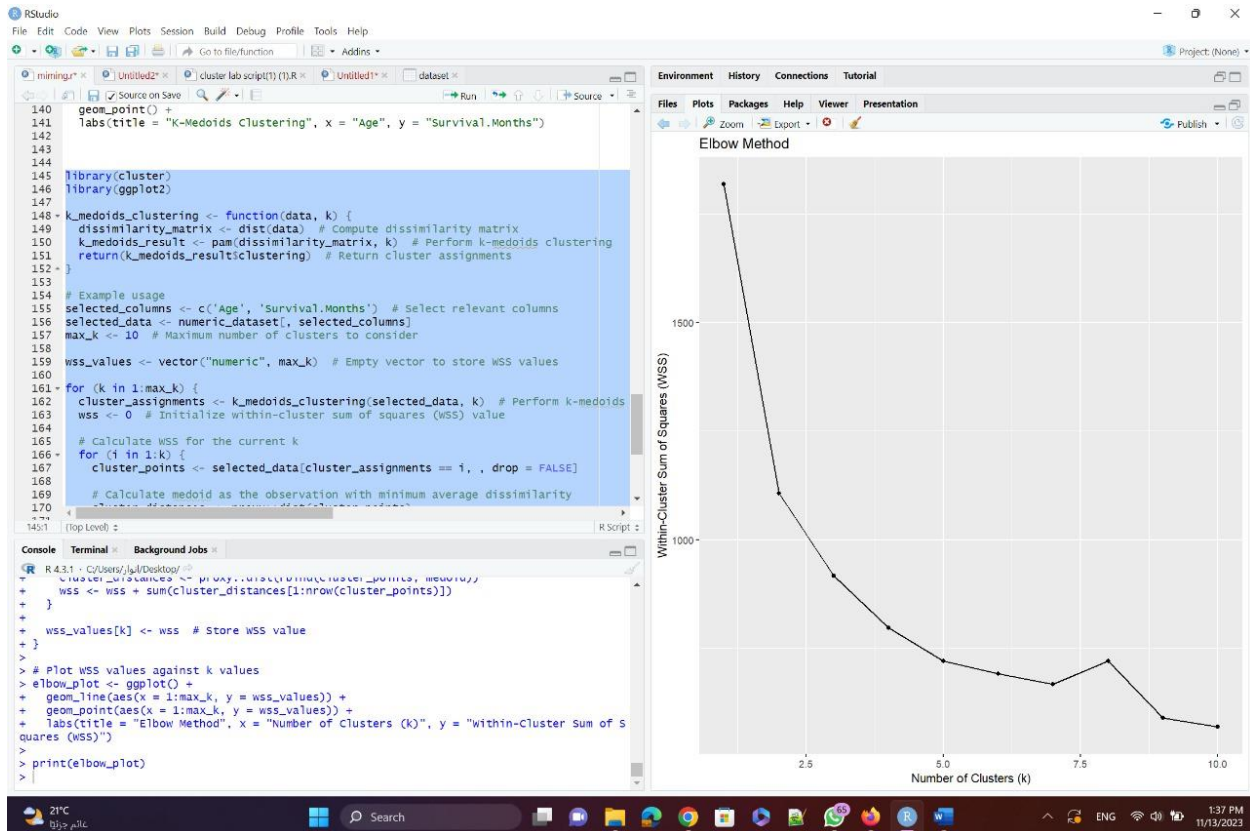 RStudio
File Edit Code View Plots Session Build Debug Profile Tools Help
Go to file/function Addins Project: (None)
miming.r* Untitled2* cluster lab script(1) (1).R Untitled1* dataset
Source on Save Run Source
140 geom_point() +
141 labs(title = "K-Medoids Clustering", x = "Age", y = "Survival.Months")
142
143
144
145 library(cluster)
146 library(ggplot2)
147
148 k_medoids_clustering <- function(data, k) {
149 dissimilarity_matrix <- dist(data) # Compute dissimilarity matrix
150 k_medoids_result <- pam(dissimilarity_matrix, k) # Perform k-medoids clustering
151 return(k_medoids_result$clustering) # Return cluster assignments
152 }
153
154 # Example usage
155 selected_columns <- c('Age', 'Survival.Months') # Select relevant columns
156 selected_data <- numeric_dataset[, selected_columns]
157 max_k <- 10 # Maximum number of clusters to consider
158
159 wss_values <- vector("numeric", max_k) # Empty vector to store WSS values
160
161 for (k in 1:max_k) {
162 cluster_assignments <- k_medoids_clustering(selected_data, k) # Perform k-medoids
163 wss <- 0 # Initialize within-cluster sum of squares (WSS) value
164
165 # Calculate WSS for the current k
166 for (i in 1:k) {
167 cluster_points <- selected_data[cluster_assignments == i, , drop = FALSE]
168
169 # Calculate medoid as the observation with minimum average dissimilarity
170
145:1 (Top Level) R Script
Console Terminal Background Jobs
R 4.3.1 · C:/Users/انوار/Desktop/
+ cluster_distances <- proxy::dist(rbind(cluster_points, medoid))
+ wss <- wss + sum(cluster_distances[1:nrow(cluster_points)])
+ }
+
+ wss_values[k] <- wss # Store WSS value
+ }
>
> # Plot WSS values against k values
> elbow_plot <- ggplot() +
+ geom_line(aes(x = 1:max_k, y = wss_values)) +
+ geom_point(aes(x = 1:max_k, y = wss_values)) +
+ labs(title = "Elbow Method", x = "Number of Clusters (k)", y = "Within-Cluster Sum of S
quares (WSS)")
>
> print(elbow_plot)
>
Environment History Connections Tutorial
Files Plots Packages Help Viewer Presentation
Zoom Export Publish
Elbow Method
Within-Cluster Sum of Squares (WSS)
1500
1000
2.5 5.0 7.5 10.0
Number of Clusters (k)
21°C
غائم جزئيًا
Search
65
ENG
1:37 PM
11/13/2023